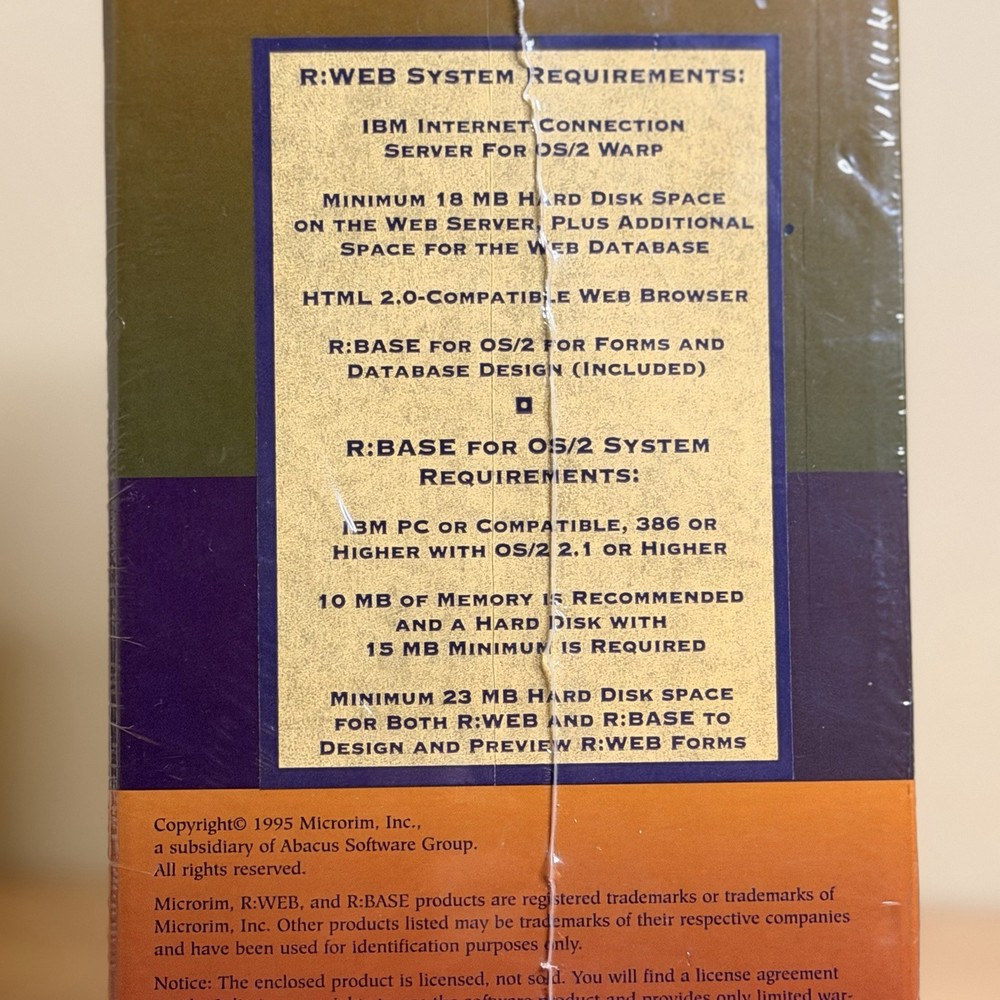 R:WEB SYSTEM REQUIREMENTS:
IBM INTERNET CONNECTION
SERVER FOR OS/2 WARP
MINIMUM 18 MB HARD DISK SPACE
ON THE WEB SERVER, PLUS ADDITIONAL
SPACE FOR THE WEB DATABASE
HTML 2.0-COMPATIBLE WEB BROWSER
R:BASE FOR OS/2 FOR FORMS AND
DATABASE DESIGN (INCLUDED)
R:BASE FOR OS/2 SYSTEM
REQUIREMENTS:
IBM PC OR COMPATIBLE, 386 OR
HIGHER WITH OS/2 2.1 OR HIGHER
10 MB OF MEMORY IS RECOMMENDED
AND A HARD DISK WITH
15 MB MINIMUM IS REQUIRED
MINIMUM 23 MB HARD DISK SPACE
FOR BOTH R:WEB AND R:BASE TO
DESIGN AND PREVIEW R:WEB FORMS
Copyright© 1995 Microrim, Inc.,
a subsidiary of Abacus Software Group.
All rights reserved.
Microrim, R:WEB, and R:BASE products are registered trademarks or trademarks of
Microrim, Inc. Other products listed may be trademarks of their respective companies
and have been used for identification purposes only.
Notice: The enclosed product is licensed, not sold. You will find a license agreement
the software product and provides only limited war-